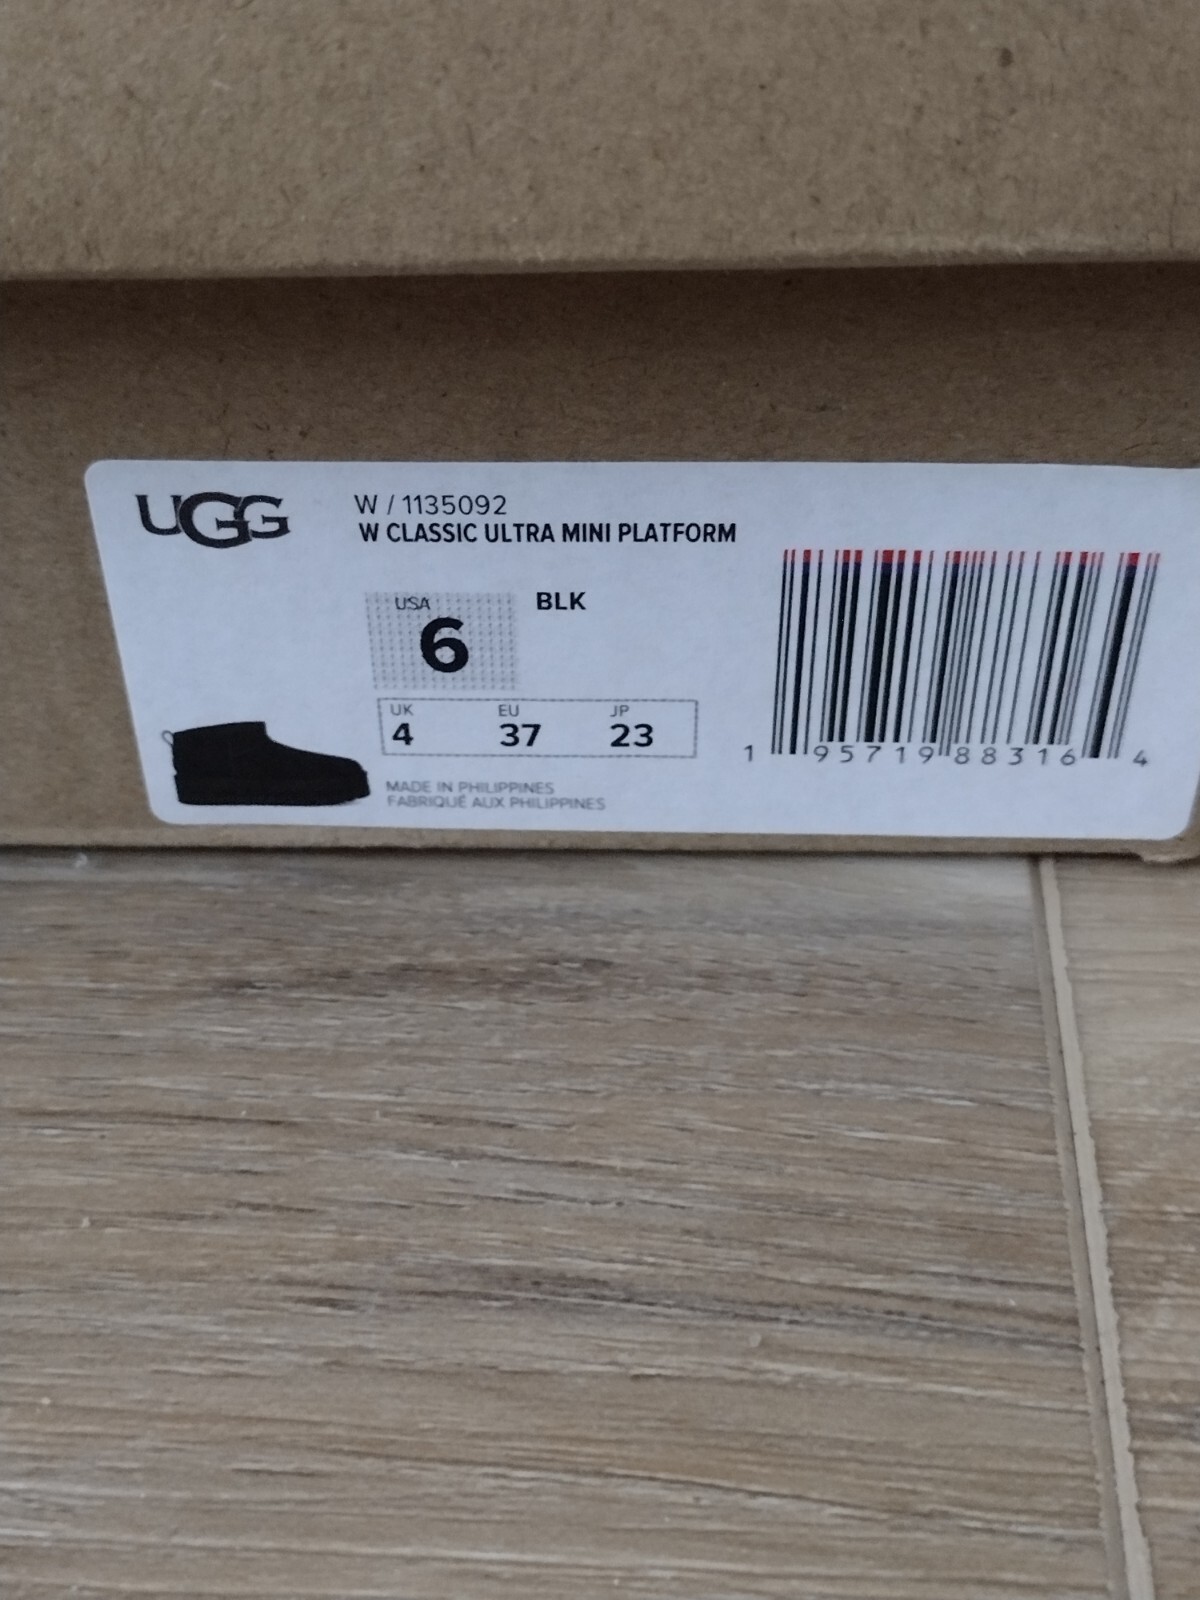 UGG
W / 1135092
W CLASSIC ULTRA MINI PLATFORM
USA
6
BLK
UK EU JP
4 37 23
MADE IN PHILIPPINES
FABRIQUÉ AUX PHILIPPINES
1 95719 88316 4